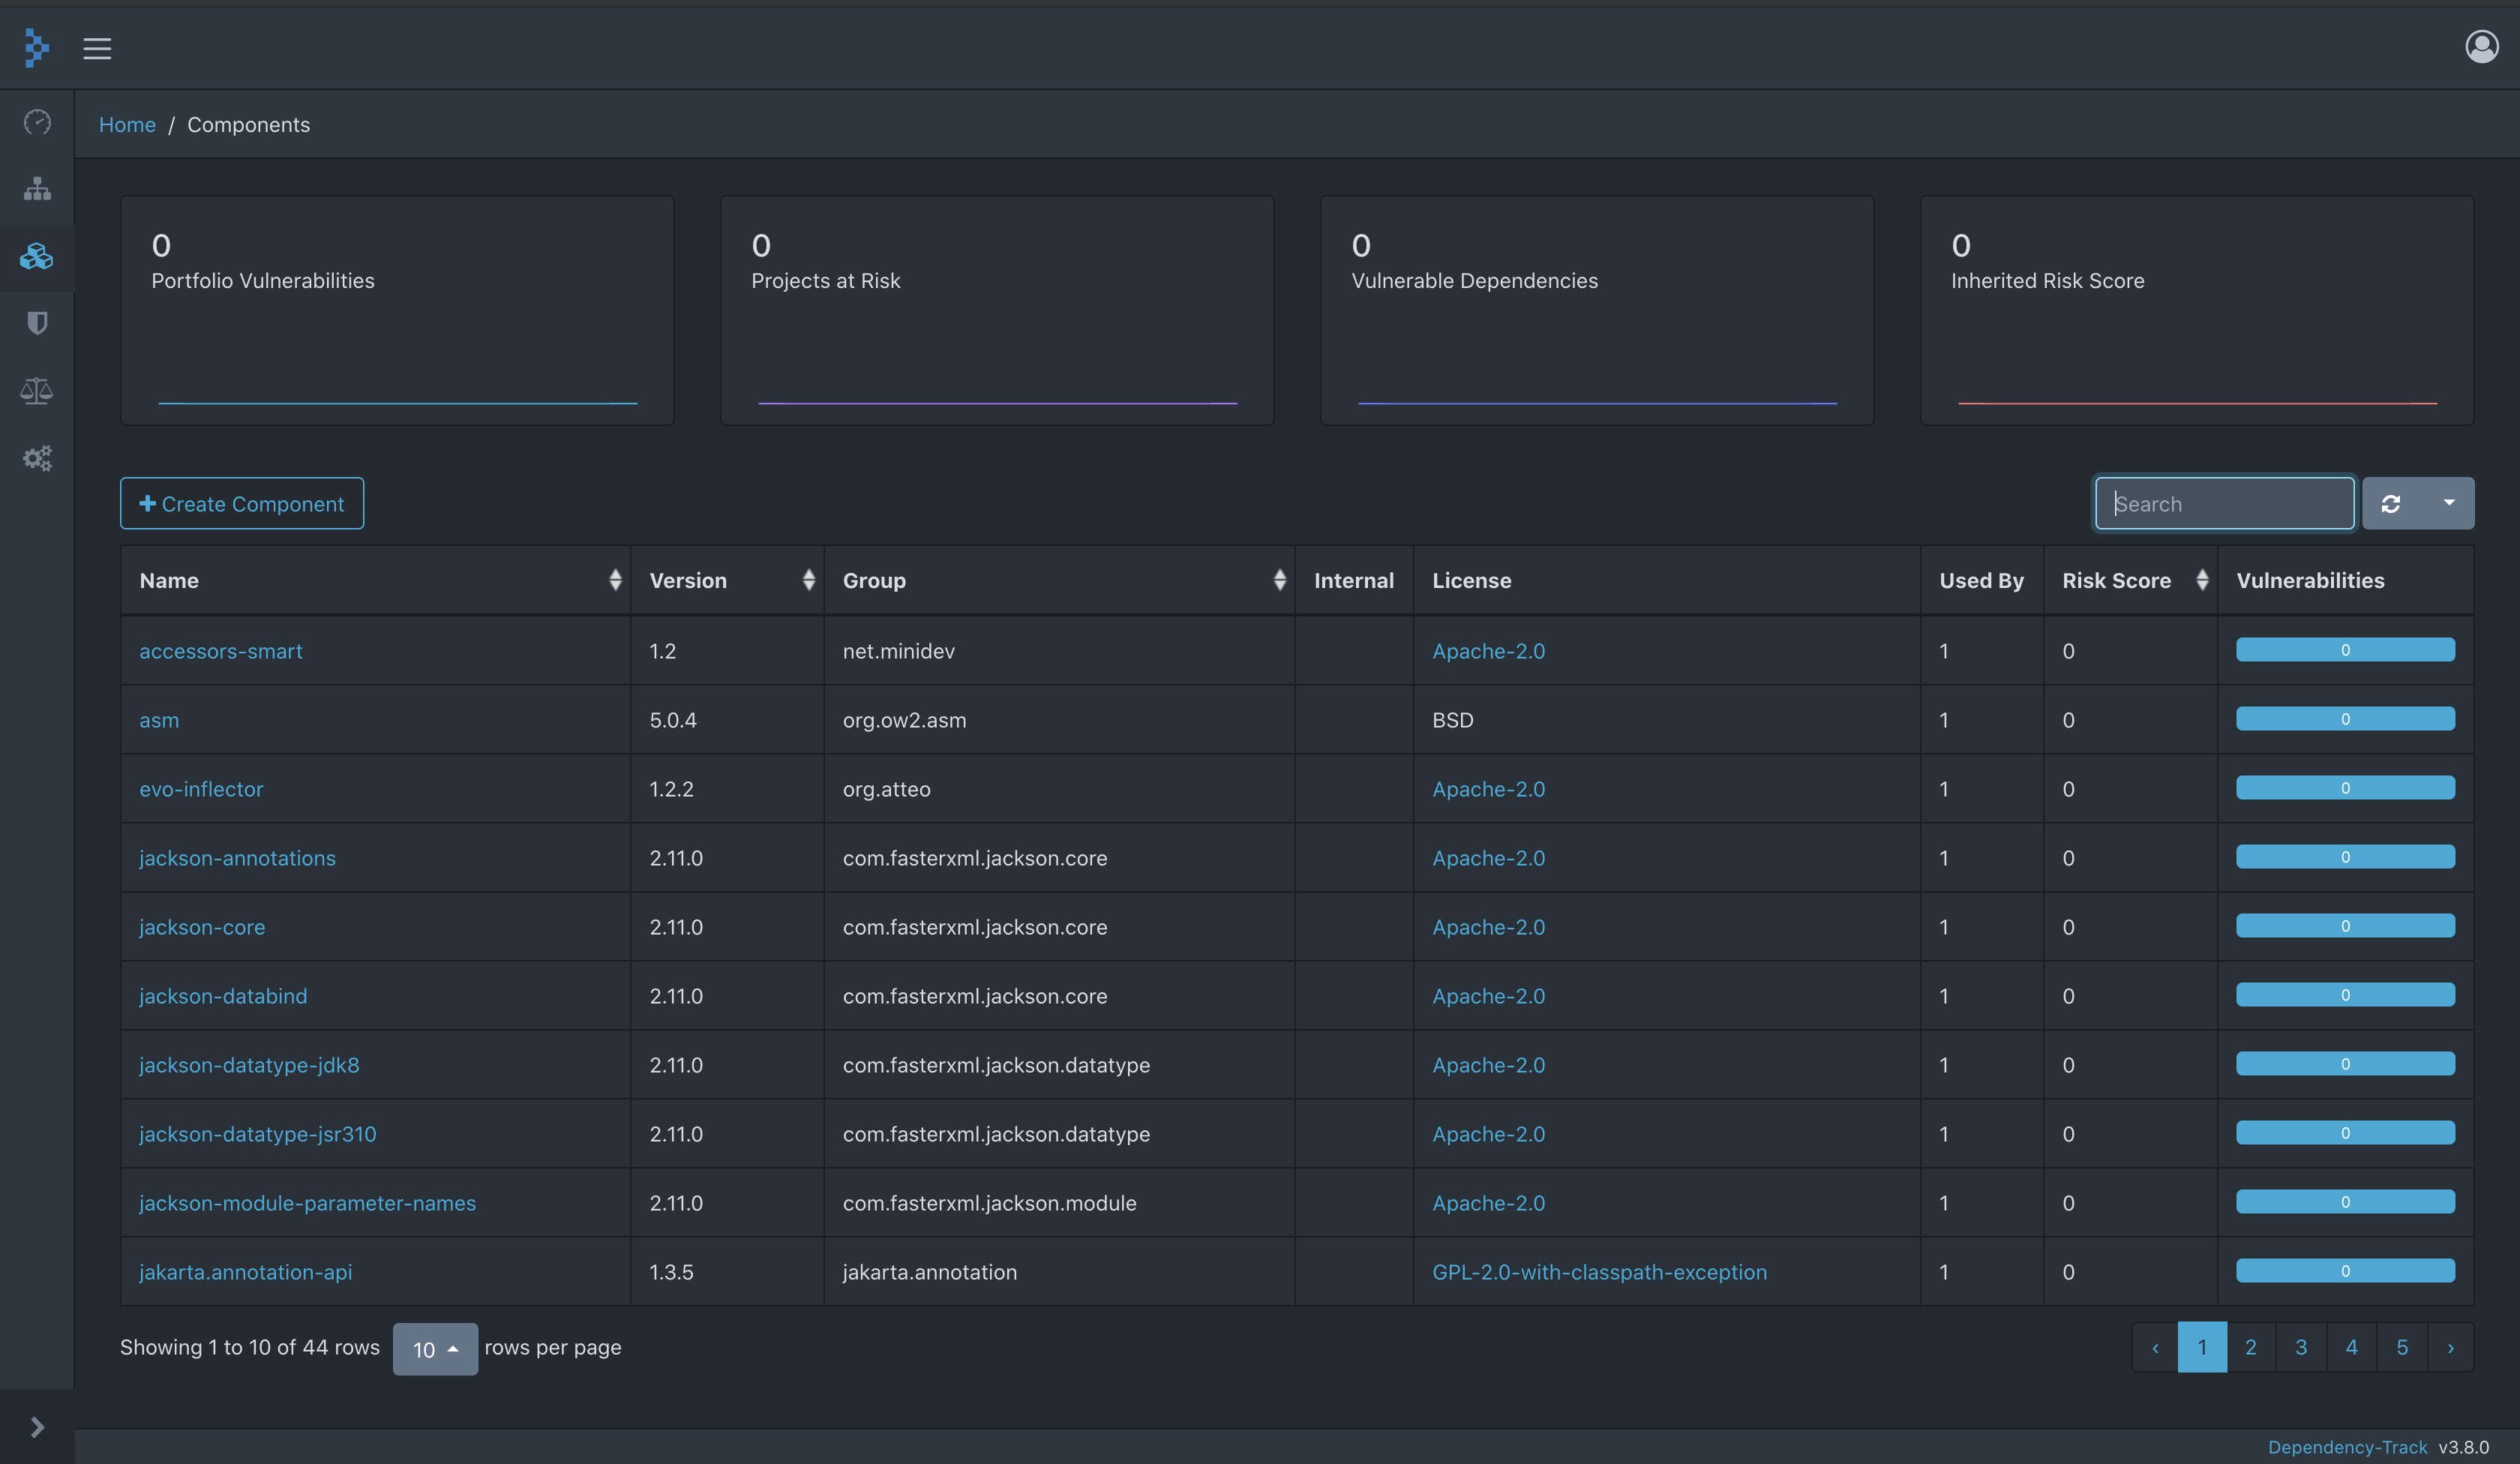 Home / Components
0 0 0 0
Portfolio Vulnerabilities Projects at Risk Vulnerable Dependencies Inherited Risk Score
Create Component Search
Name Version Group Internal License Used By Risk Score Vulnerabilities
accessors-smart 1.2 net.minidev Apache-2.0 1 0 0
asm 5.0.4 org.ow2.asm BSD 1 0 0
evo-inflector 1.2.2 org.atteo Apache-2.0 1 0 0
jackson-annotations 2.11.0 com.fasterxml.jackson.core Apache-2.0 1 0 0
jackson-core 2.11.0 com.fasterxml.jackson.core Apache-2.0 1 0 0
jackson-databind 2.11.0 com.fasterxml.jackson.core Apache-2.0 1 0 0
jackson-datatype-jdk8 2.11.0 com.fasterxml.jackson.datatype Apache-2.0 1 0 0
jackson-datatype-jsr310 2.11.0 com.fasterxml.jackson.datatype Apache-2.0 1 0 0
jackson-module-parameter-names 2.11.0 com.fasterxml.jackson.module Apache-2.0 1 0 0
jakarta.annotation-api 1.3.5 jakarta.annotation GPL-2.0-with-classpath-exception 1 0 0
Showing 1 to 10 of 44 rows 10 rows per page ‹ 1 2 3 4 5 ›
Dependency-Track v3.8.0